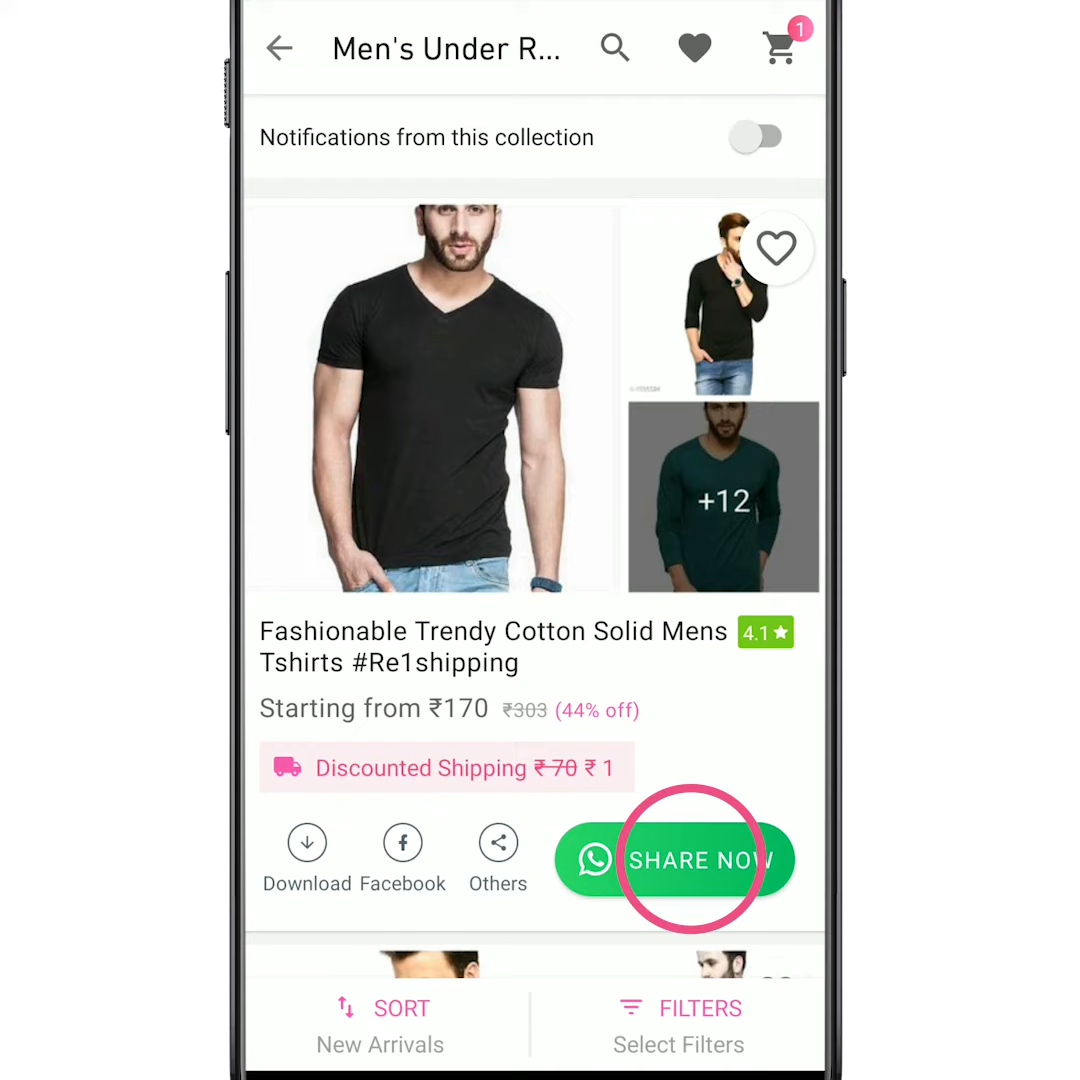 Men's Under R...
1
Notifications from this collection
+12
Fashionable Trendy Cotton Solid Mens
Tshirts #Re1shipping
4.1
Starting from ₹170 ₹303 (44% off)
Discounted Shipping ₹ 70 ₹ 1
Download Facebook Others
SHARE NOW
SORT
New Arrivals
FILTERS
Select Filters